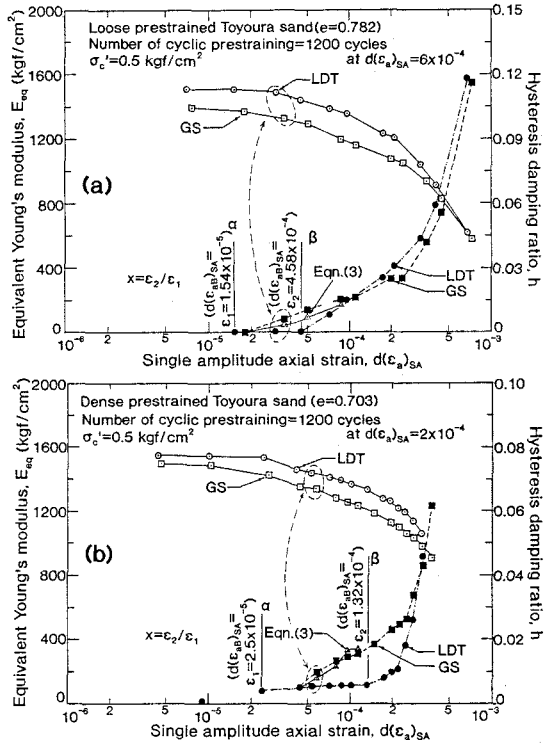 Loose prestrained Toyoura sand(e=0.782)
Number of cyclic prestraining=1200 cycles
σc'=0.5 kgf/cm²
at d(εa)SA=6x10⁻⁴
Equivalent Young's modulus, Eeq (kgf/cm²)
2000
1600
1200
800
400
0
0.15
0.12
0.09
0.06
0.03
0
Hysteresis damping ratio, h
LDT
GS
(a)
x=ε2/ε1
(d(εaB)SA=
ε1=1.54x10⁻⁵)
α
(d(εaB)SA=
ε2=4.58x10⁻⁴)
β
Eqn.(3)
LDT
GS
10⁻⁶
10⁻⁵
10⁻⁴
10⁻³
Single amplitude axial strain, d(εa)SA
Dense prestrained Toyoura sand (e=0.703)
Number of cyclic prestraining=1200 cycles
σc'=0.5 kgf/cm²
at d(εa)SA=2x10⁻⁴
Equivalent Young's modulus, Eeq (kgf/cm²)
2000
1600
1200
800
400
0
0.10
0.08
0.06
0.04
0.02
0
Hysteresis damping ratio, h
LDT
GS
(b)
x=ε2/ε1
(d(εaB)SA=
ε1=2.5x10⁻⁵)
α
Eqn.(3)
(d(εaB)SA=
ε2=1.32x10⁻⁴)
β
LDT
GS
10⁻⁶
5
10⁻⁵
5
10⁻⁴
5
10⁻³
Single amplitude axial strain, d(εa)SA